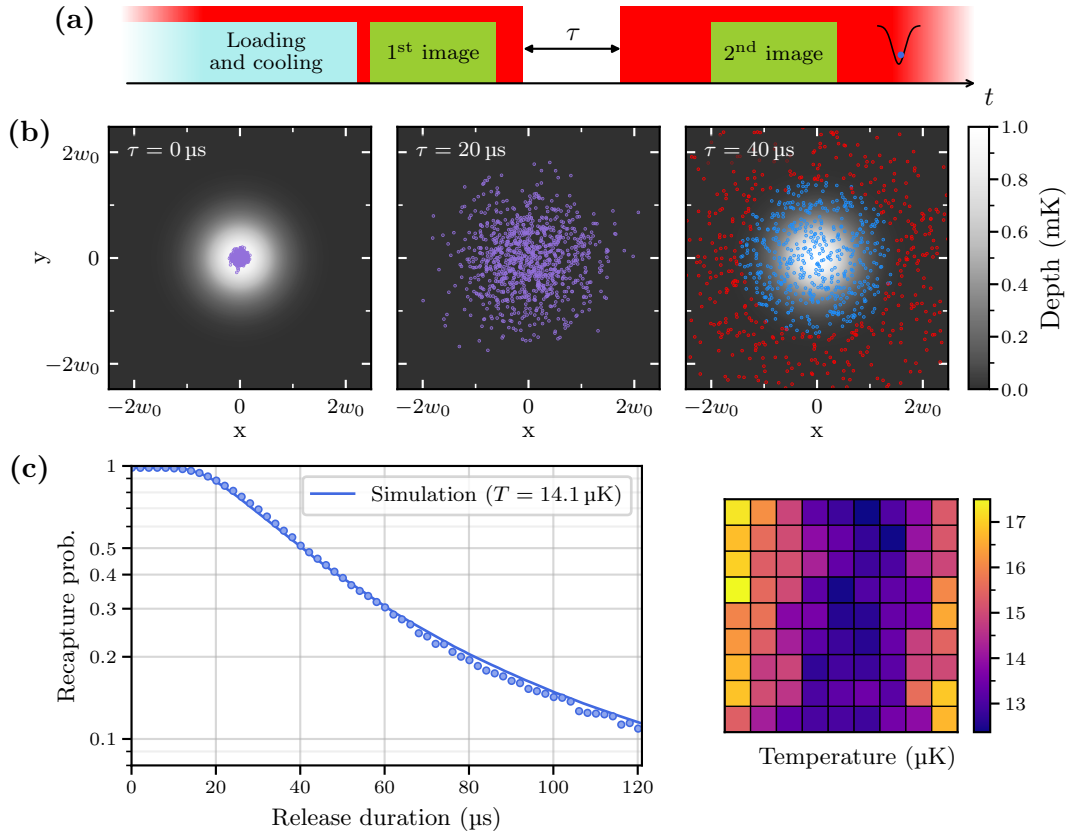 (a)
Loading
and cooling
1st image
τ
2nd image
t
(b)
τ = 0 µs
τ = 20 µs
τ = 40 µs
2w₀
0
−2w₀
y
−2w₀ 0 2w₀
x
−2w₀ 0 2w₀
x
−2w₀ 0 2w₀
x
1.0
0.8
0.6
0.4
0.2
0.0
Depth (mK)
(c)
Simulation (T = 14.1 µK)
1
0.5
0.4
0.3
0.2
0.1
Recapture prob.
0 20 40 60 80 100 120
Release duration (µs)
17
16
15
14
13
Temperature (µK)